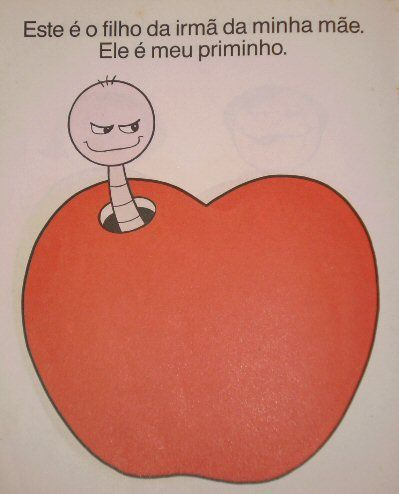 Este é o filho da irmã da minha mãe.
Ele é meu priminho.